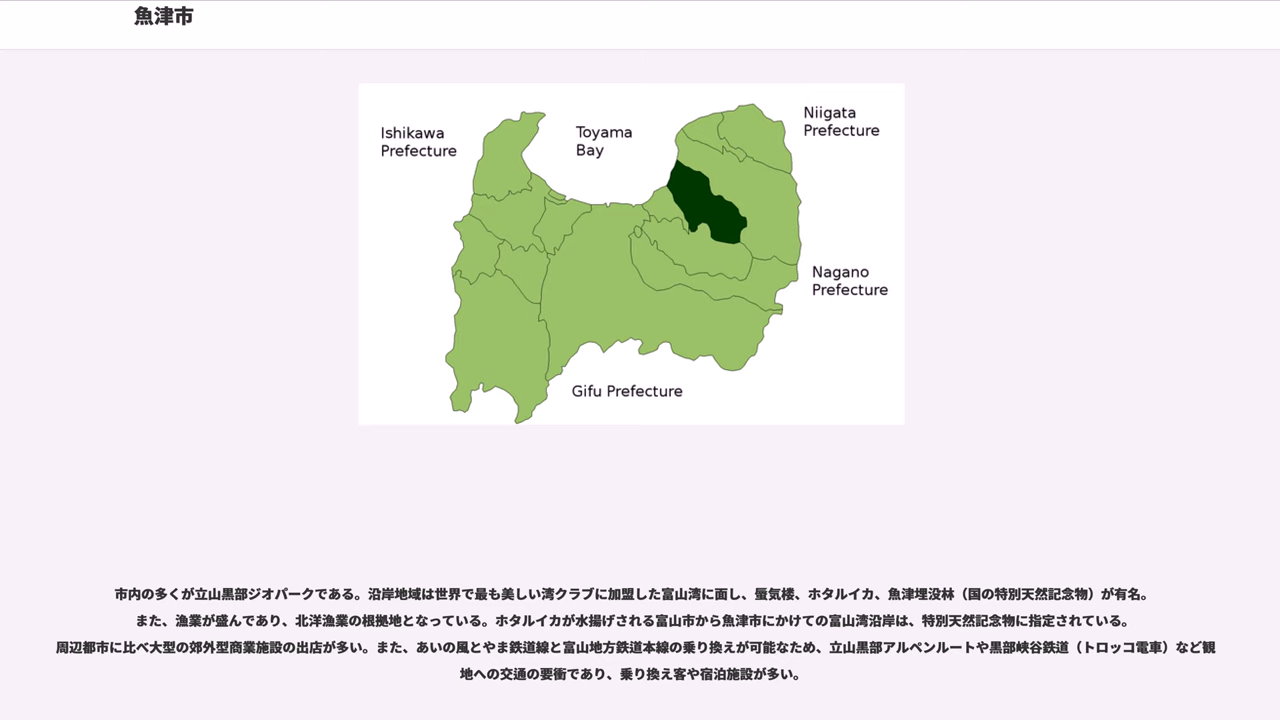 魚津市
Ishikawa
Prefecture
Toyama
Bay
Niigata
Prefecture
Nagano
Prefecture
Gifu Prefecture
市内の多くが立山黒部ジオパークである。沿岸地域は世界で最も美しい湾クラブに加盟した富山湾に面し、蜃気楼、ホタルイカ、魚津埋没林（国の特別天然記念物）が有名。
また、漁業が盛んであり、北洋漁業の根拠地となっている。ホタルイカが水揚げされる富山市から魚津市にかけての富山湾沿岸は、特別天然記念物に指定されている。
周辺都市に比べ大型の郊外型商業施設の出店が多い。また、あいの風とやま鉄道線と富山地方鉄道本線の乗り換えが可能なため、立山黒部アルペンルートや黒部峡谷鉄道（トロッコ電車）など観
地への交通の要衝であり、乗り換え客や宿泊施設が多い。